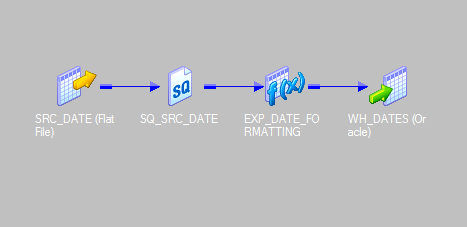 SQ
f(x)
SRC_DATE (Flat
File)
SQ_SRC_DATE
EXP_DATE_FO
RMATTING
WH_DATES (Or
acle)